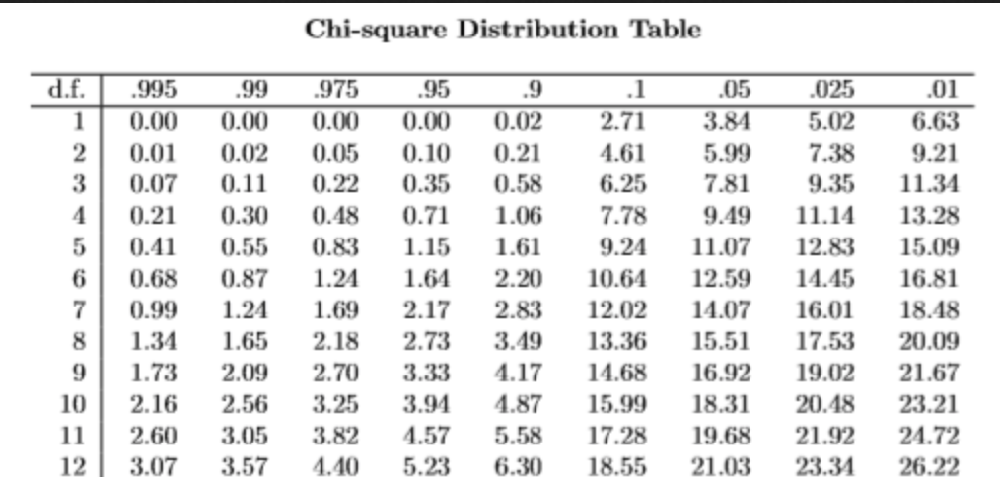 Chi-square Distribution Table
d.f. .995 .99 .975 .95 .9 .1 .05 .025 .01
1 0.00 0.00 0.00 0.00 0.02 2.71 3.84 5.02 6.63
2 0.01 0.02 0.05 0.10 0.21 4.61 5.99 7.38 9.21
3 0.07 0.11 0.22 0.35 0.58 6.25 7.81 9.35 11.34
4 0.21 0.30 0.48 0.71 1.06 7.78 9.49 11.14 13.28
5 0.41 0.55 0.83 1.15 1.61 9.24 11.07 12.83 15.09
6 0.68 0.87 1.24 1.64 2.20 10.64 12.59 14.45 16.81
7 0.99 1.24 1.69 2.17 2.83 12.02 14.07 16.01 18.48
8 1.34 1.65 2.18 2.73 3.49 13.36 15.51 17.53 20.09
9 1.73 2.09 2.70 3.33 4.17 14.68 16.92 19.02 21.67
10 2.16 2.56 3.25 3.94 4.87 15.99 18.31 20.48 23.21
11 2.60 3.05 3.82 4.57 5.58 17.28 19.68 21.92 24.72
12 3.07 3.57 4.40 5.23 6.30 18.55 21.03 23.34 26.22